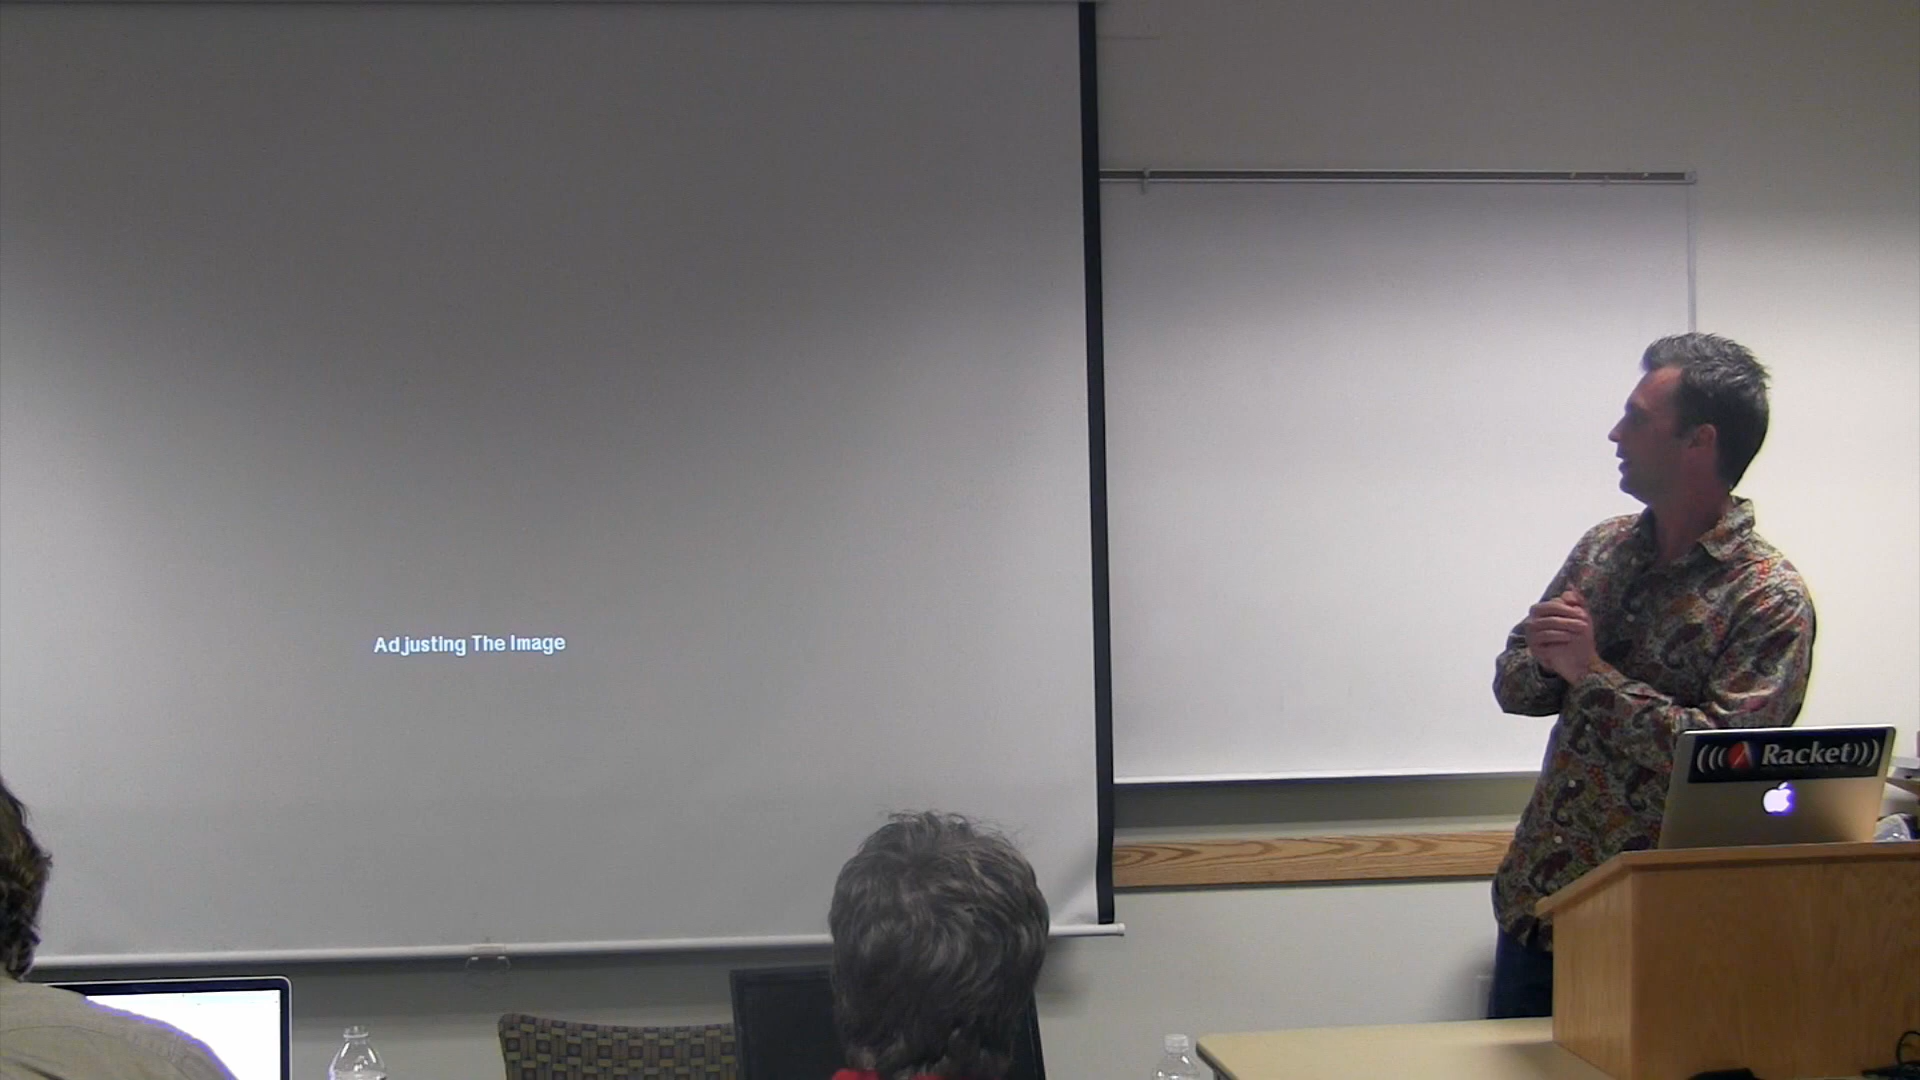 Adjusting The Image
(((λ Racket)))